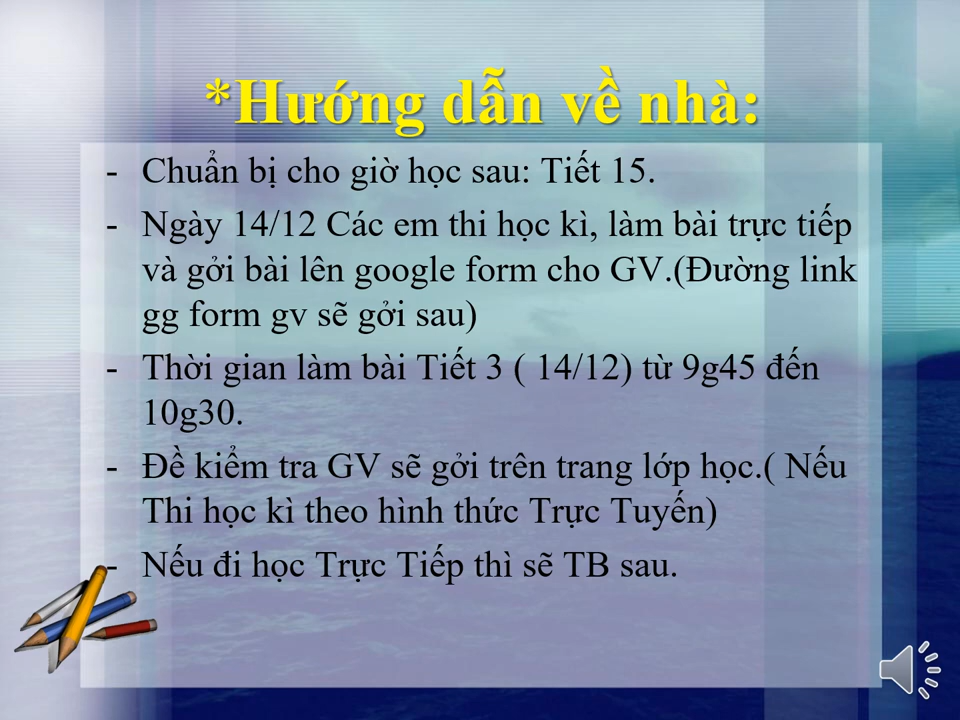 *Hướng dẫn về nhà:
- Chuẩn bị cho giờ học sau: Tiết 15.
- Ngày 14/12 Các em thi học kì, làm bài trực tiếp
và gởi bài lên google form cho GV.(Đường link
gg form gv sẽ gởi sau)
- Thời gian làm bài Tiết 3 ( 14/12) từ 9g45 đến
10g30.
- Đề kiểm tra GV sẽ gởi trên trang lớp học.( Nếu
Thi học kì theo hình thức Trực Tuyến)
- Nếu đi học Trực Tiếp thì sẽ TB sau.